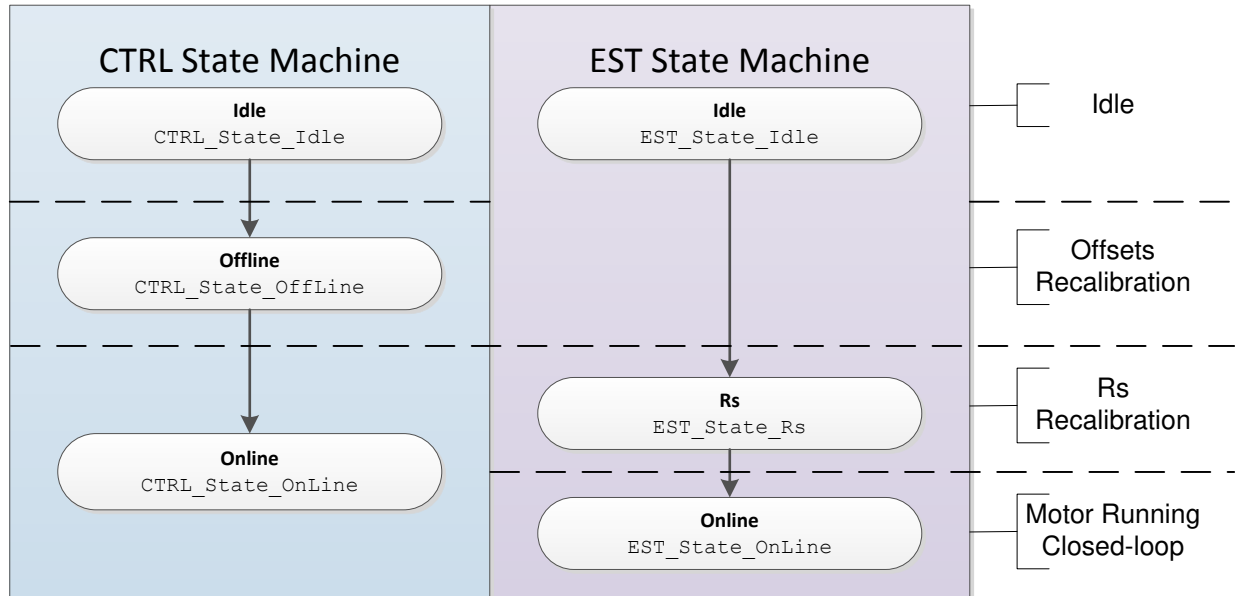 CTRL State Machine
Idle
CTRL_State_Idle
Offline
CTRL_State_OffLine
Online
CTRL_State_OnLine
EST State Machine
Idle
EST_State_Idle
Rs
EST_State_Rs
Online
EST_State_OnLine
Idle
Offsets
Recalibration
Rs
Recalibration
Motor Running
Closed-loop